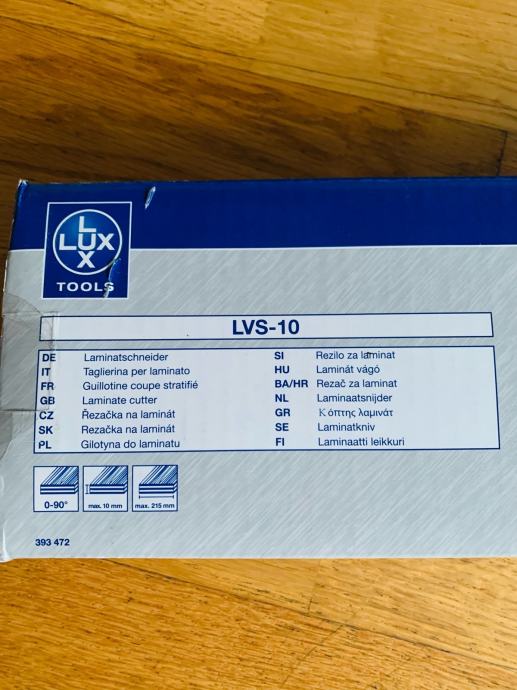 LUX
LUX
TOOLS
LVS-10
DE Laminatschneider
IT Taglierina per laminato
FR Guillotine coupe stratifié
GB Laminate cutter
CZ Řezačka na laminát
SK Rezačka na laminát
PL Gilotyna do laminatu
SI Rezilo za laminat
HU Laminát vágó
BA/HR Rezač za laminat
NL Laminaatsnijder
GR Κόπτης λαμινάτ
SE Laminatkniv
FI Laminaatti leikkuri
0-90°
max. 10 mm
max. 215 mm
393 472